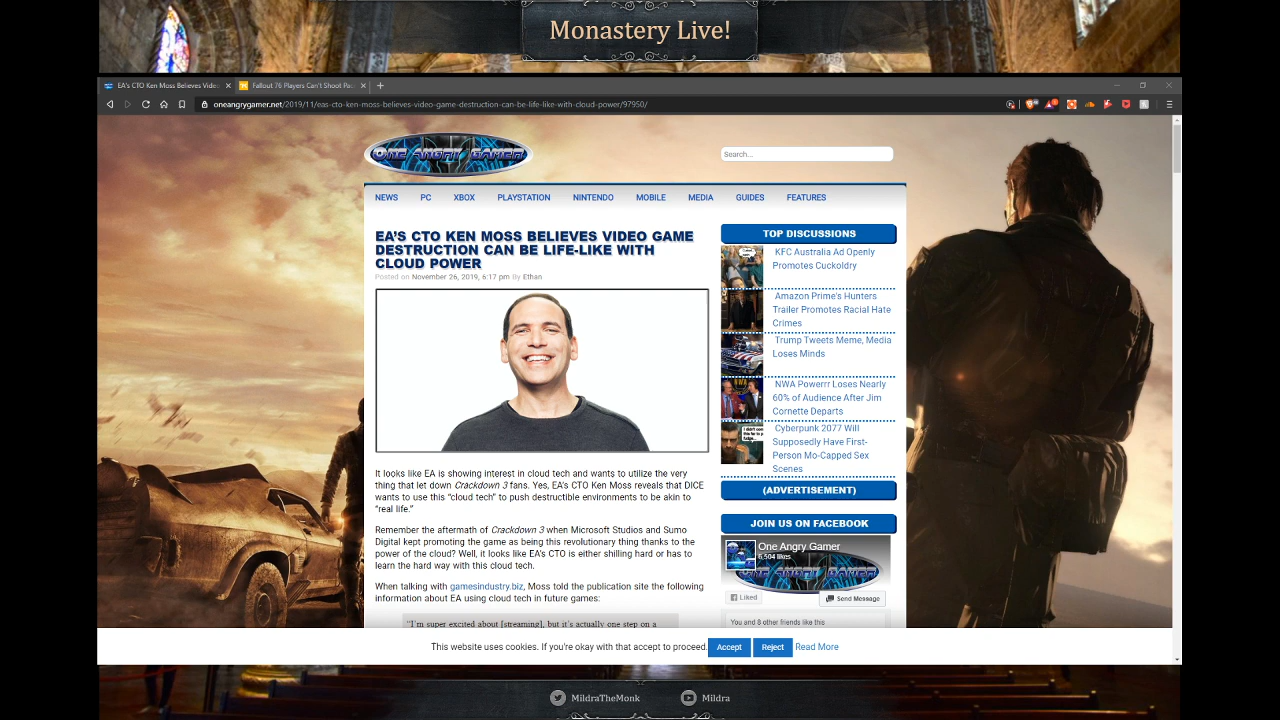 Monastery Live!
EA's CTO Ken Moss Believes Video
Fallout 76 Players Can't Shoot Pa
oneangrygamer.net/2019/11/eas-cto-ken-moss-believes-video-game-destruction-can-be-life-like-with-cloud-power/97950/
ONE ANGRY GAMER
Search...
NEWS PC XBOX PLAYSTATION NINTENDO MOBILE MEDIA GUIDES FEATURES
EA'S CTO KEN MOSS BELIEVES VIDEO GAME
DESTRUCTION CAN BE LIFE-LIKE WITH
CLOUD POWER
Posted on November 26, 2019, 6:17 pm By Ethan
It looks like EA is showing interest in cloud tech and wants to utilize the very
thing that let down Crackdown 3 fans. Yes, EA's CTO Ken Moss reveals that DICE
wants to use this "cloud tech" to push destructible environments to be akin to
"real life."
Remember the aftermath of Crackdown 3 when Microsoft Studios and Sumo
Digital kept promoting the game as being this revolutionary thing thanks to the
power of the cloud? Well, it looks like EA's CTO is either shilling hard or has to
learn the hard way with this cloud tech.
When talking with gamesindustry.biz, Moss told the publication site the following
information about EA using cloud tech in future games:
"I'm super excited about [streaming], but it's actually one step on a
TOP DISCUSSIONS
KFC Australia Ad Openly
Promotes Cuckoldry
Amazon Prime's Hunters
Trailer Promotes Racial Hate
Crimes
Trump Tweets Meme, Media
Loses Minds
NWA
NWA Powerrr Loses Nearly
60% of Audience After Jim
Cornette Departs
Cyberpunk 2077 Will
Supposedly Have First-
Person Mo-Capped Sex
Scenes
(ADVERTISEMENT)
JOIN US ON FACEBOOK
One Angry Gamer
6,504 likes
ONE ANGRY GAMER
Liked
Send Message
You and 8 other friends like this
This website uses cookies. If you're okay with that accept to proceed. Accept Reject Read More
MildraTheMonk
Mildra